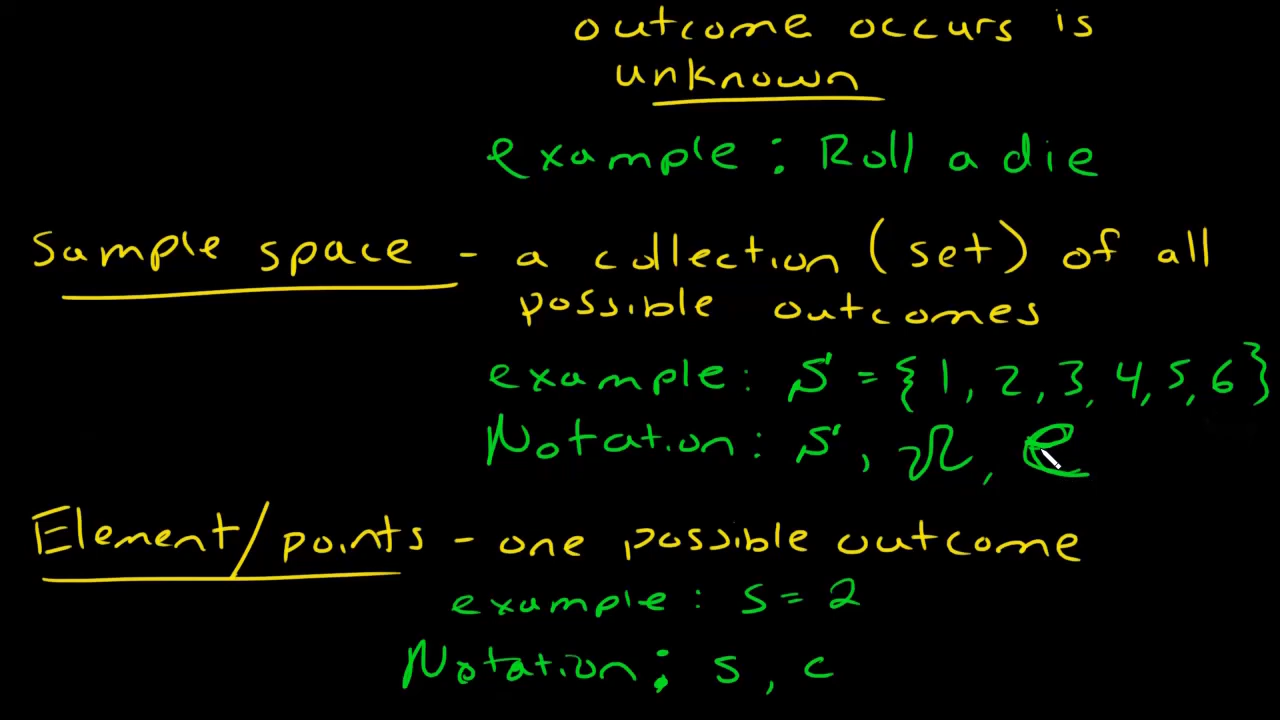 outcome occurs is
unknown
example: Roll a die
Sample space - a collection (set) of all
possible outcomes
example: S = {1, 2, 3, 4, 5, 6}
Notation: S, Ω,
Element/points - one possible outcome
example: s = 2
Notation: s, c